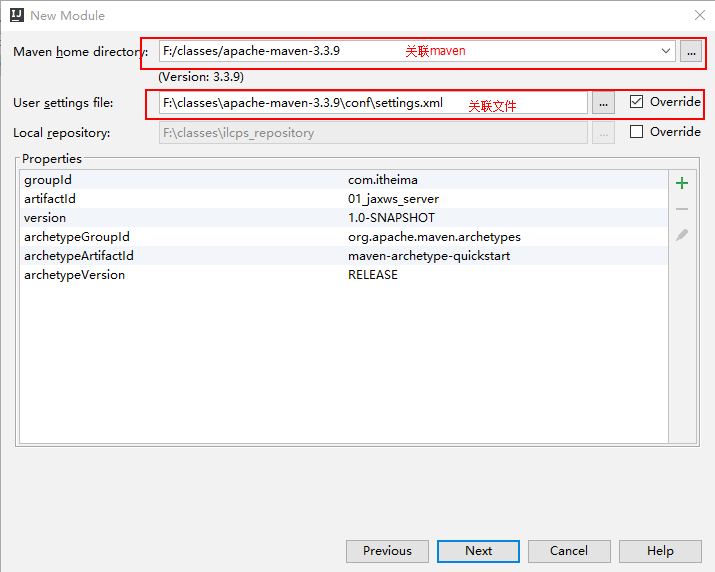 New Module
Maven home directory: F:/classes/apache-maven-3.3.9 关联maven ...
(Version: 3.3.9)
User settings file: F:\classes\apache-maven-3.3.9\conf\settings.xml 关联文件 ... Override
Local repository: F:\classes\ilcps_repository ... Override
Properties
groupId com.itheima
artifactId 01_jaxws_server
version 1.0-SNAPSHOT
archetypeGroupId org.apache.maven.archetypes
archetypeArtifactId maven-archetype-quickstart
archetypeVersion RELEASE
Previous Next Cancel Help